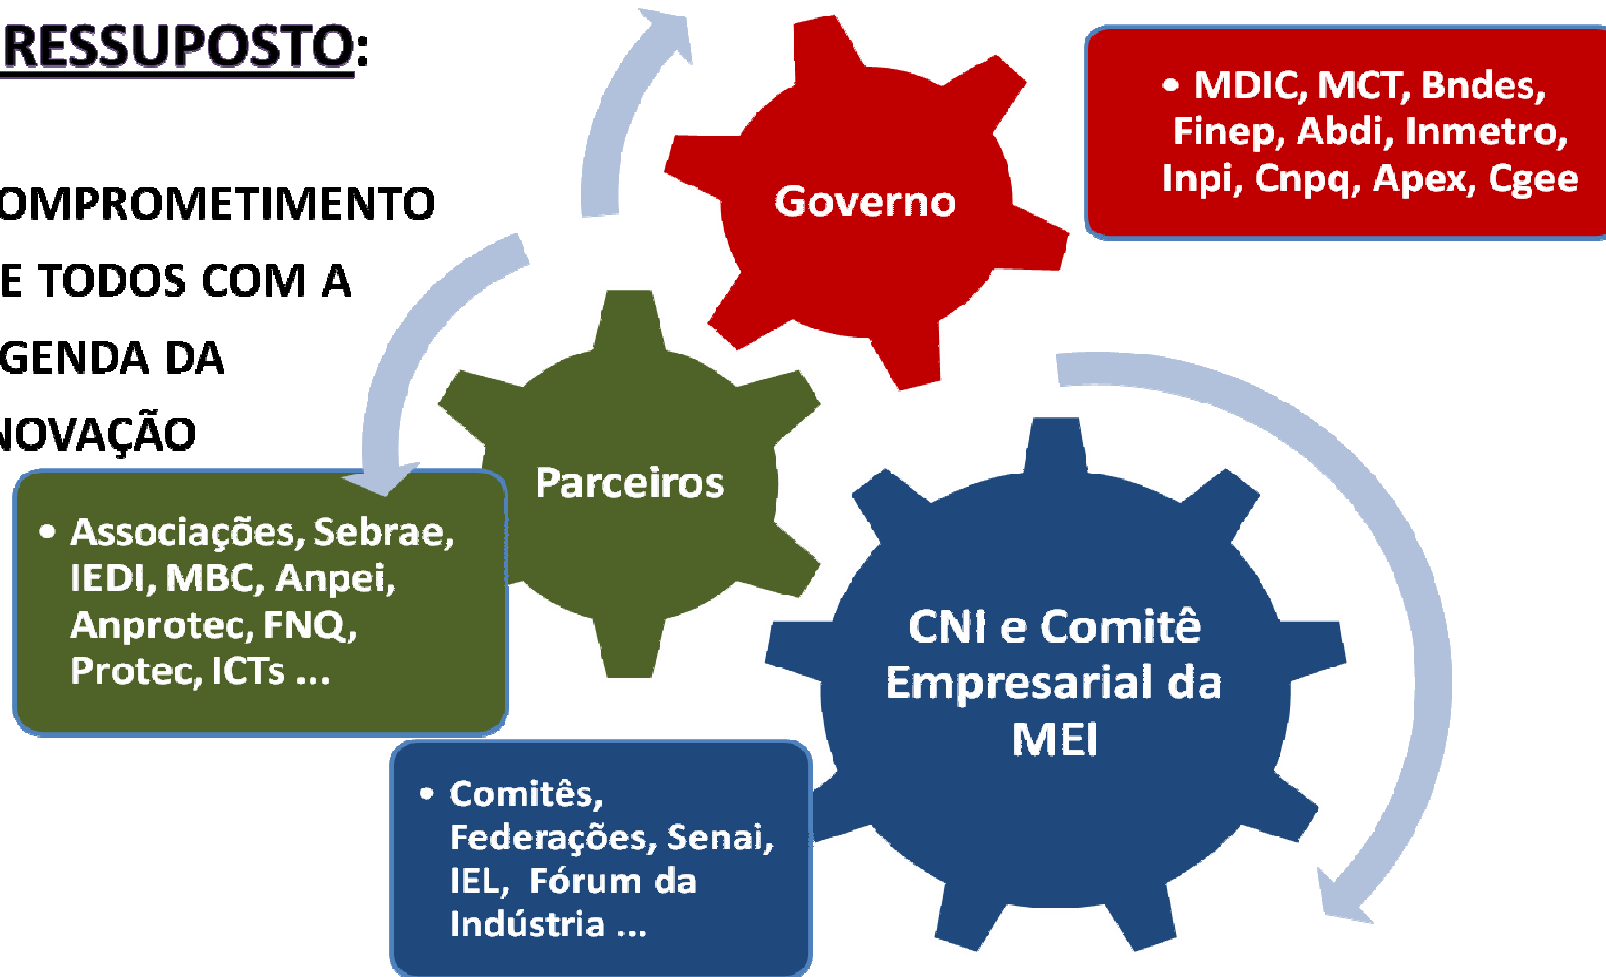 RESSUPOSTO:
OMPROMETIMENTO
E TODOS COM A
GENDA DA
NOVAÇÃO
Governo
• MDIC, MCT, Bndes,
Finep, Abdi, Inmetro,
Inpi, Cnpq, Apex, Cgee
Parceiros
• Associações, Sebrae,
IEDI, MBC, Anpei,
Anprotec, FNQ,
Protec, ICTs ...
CNI e Comitê
Empresarial da
MEI
• Comitês,
Federações, Senai,
IEL, Fórum da
Indústria ...